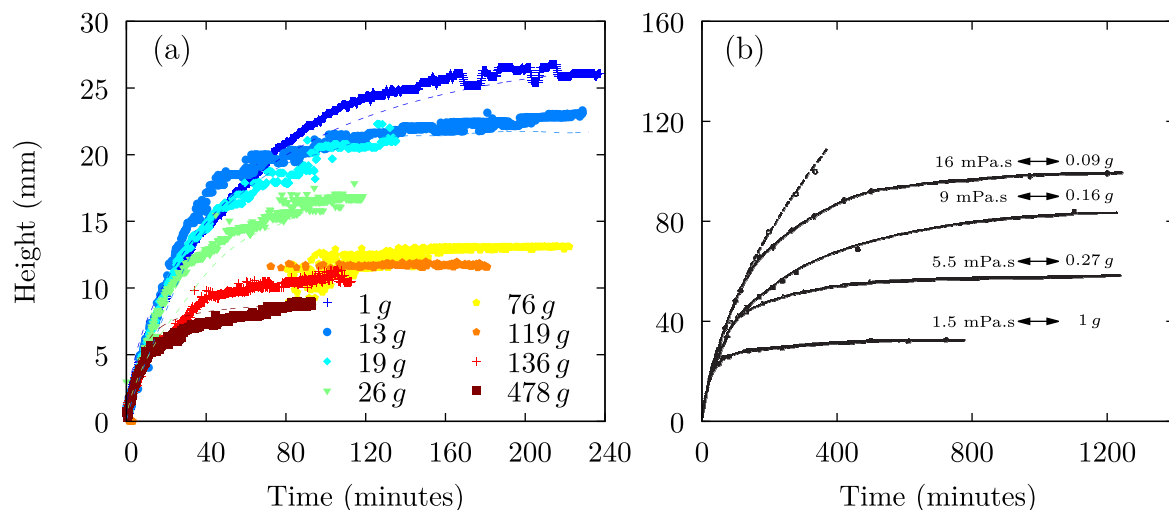 (a)
30
25
20
15
10
5
0
Height (mm)
0 40 80 120 160 200 240
Time (minutes)
1 g
13 g
19 g
26 g
76 g
119 g
136 g
478 g
(b)
160
120
80
40
0
16 mPa.s 0.09 g
9 mPa.s 0.16 g
5.5 mPa.s 0.27 g
1.5 mPa.s 1 g
0 400 800 1200
Time (minutes)